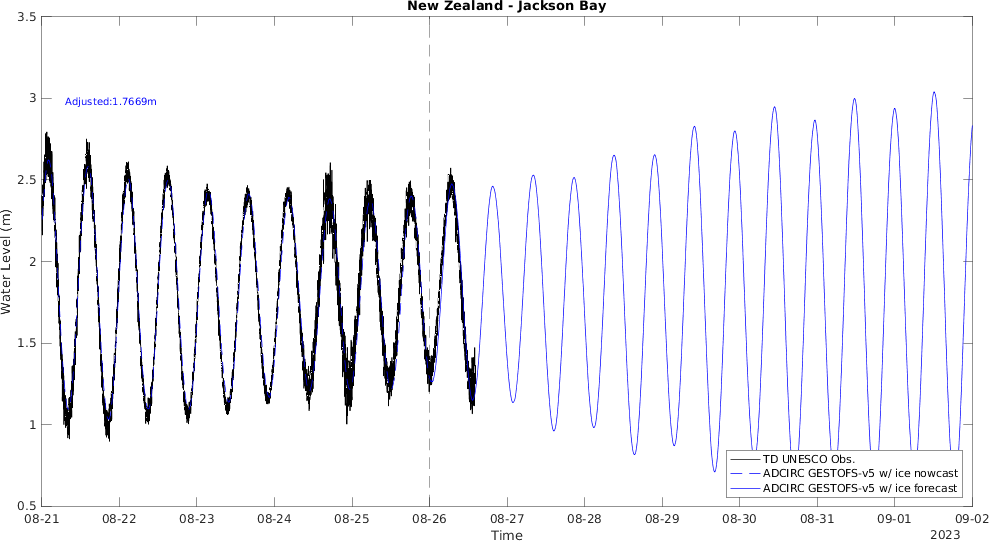 New Zealand - Jackson Bay
3.5
3
2.5
2
1.5
1
0.5
Water Level (m)
Adjusted:1.7669m
TD UNESCO Obs.
ADCIRC GESTOFS-v5 w/ ice nowcast
ADCIRC GESTOFS-v5 w/ ice forecast
08-21 08-22 08-23 08-24 08-25 08-26 08-27 08-28 08-29 08-30 08-31 09-01 09-02
Time
2023